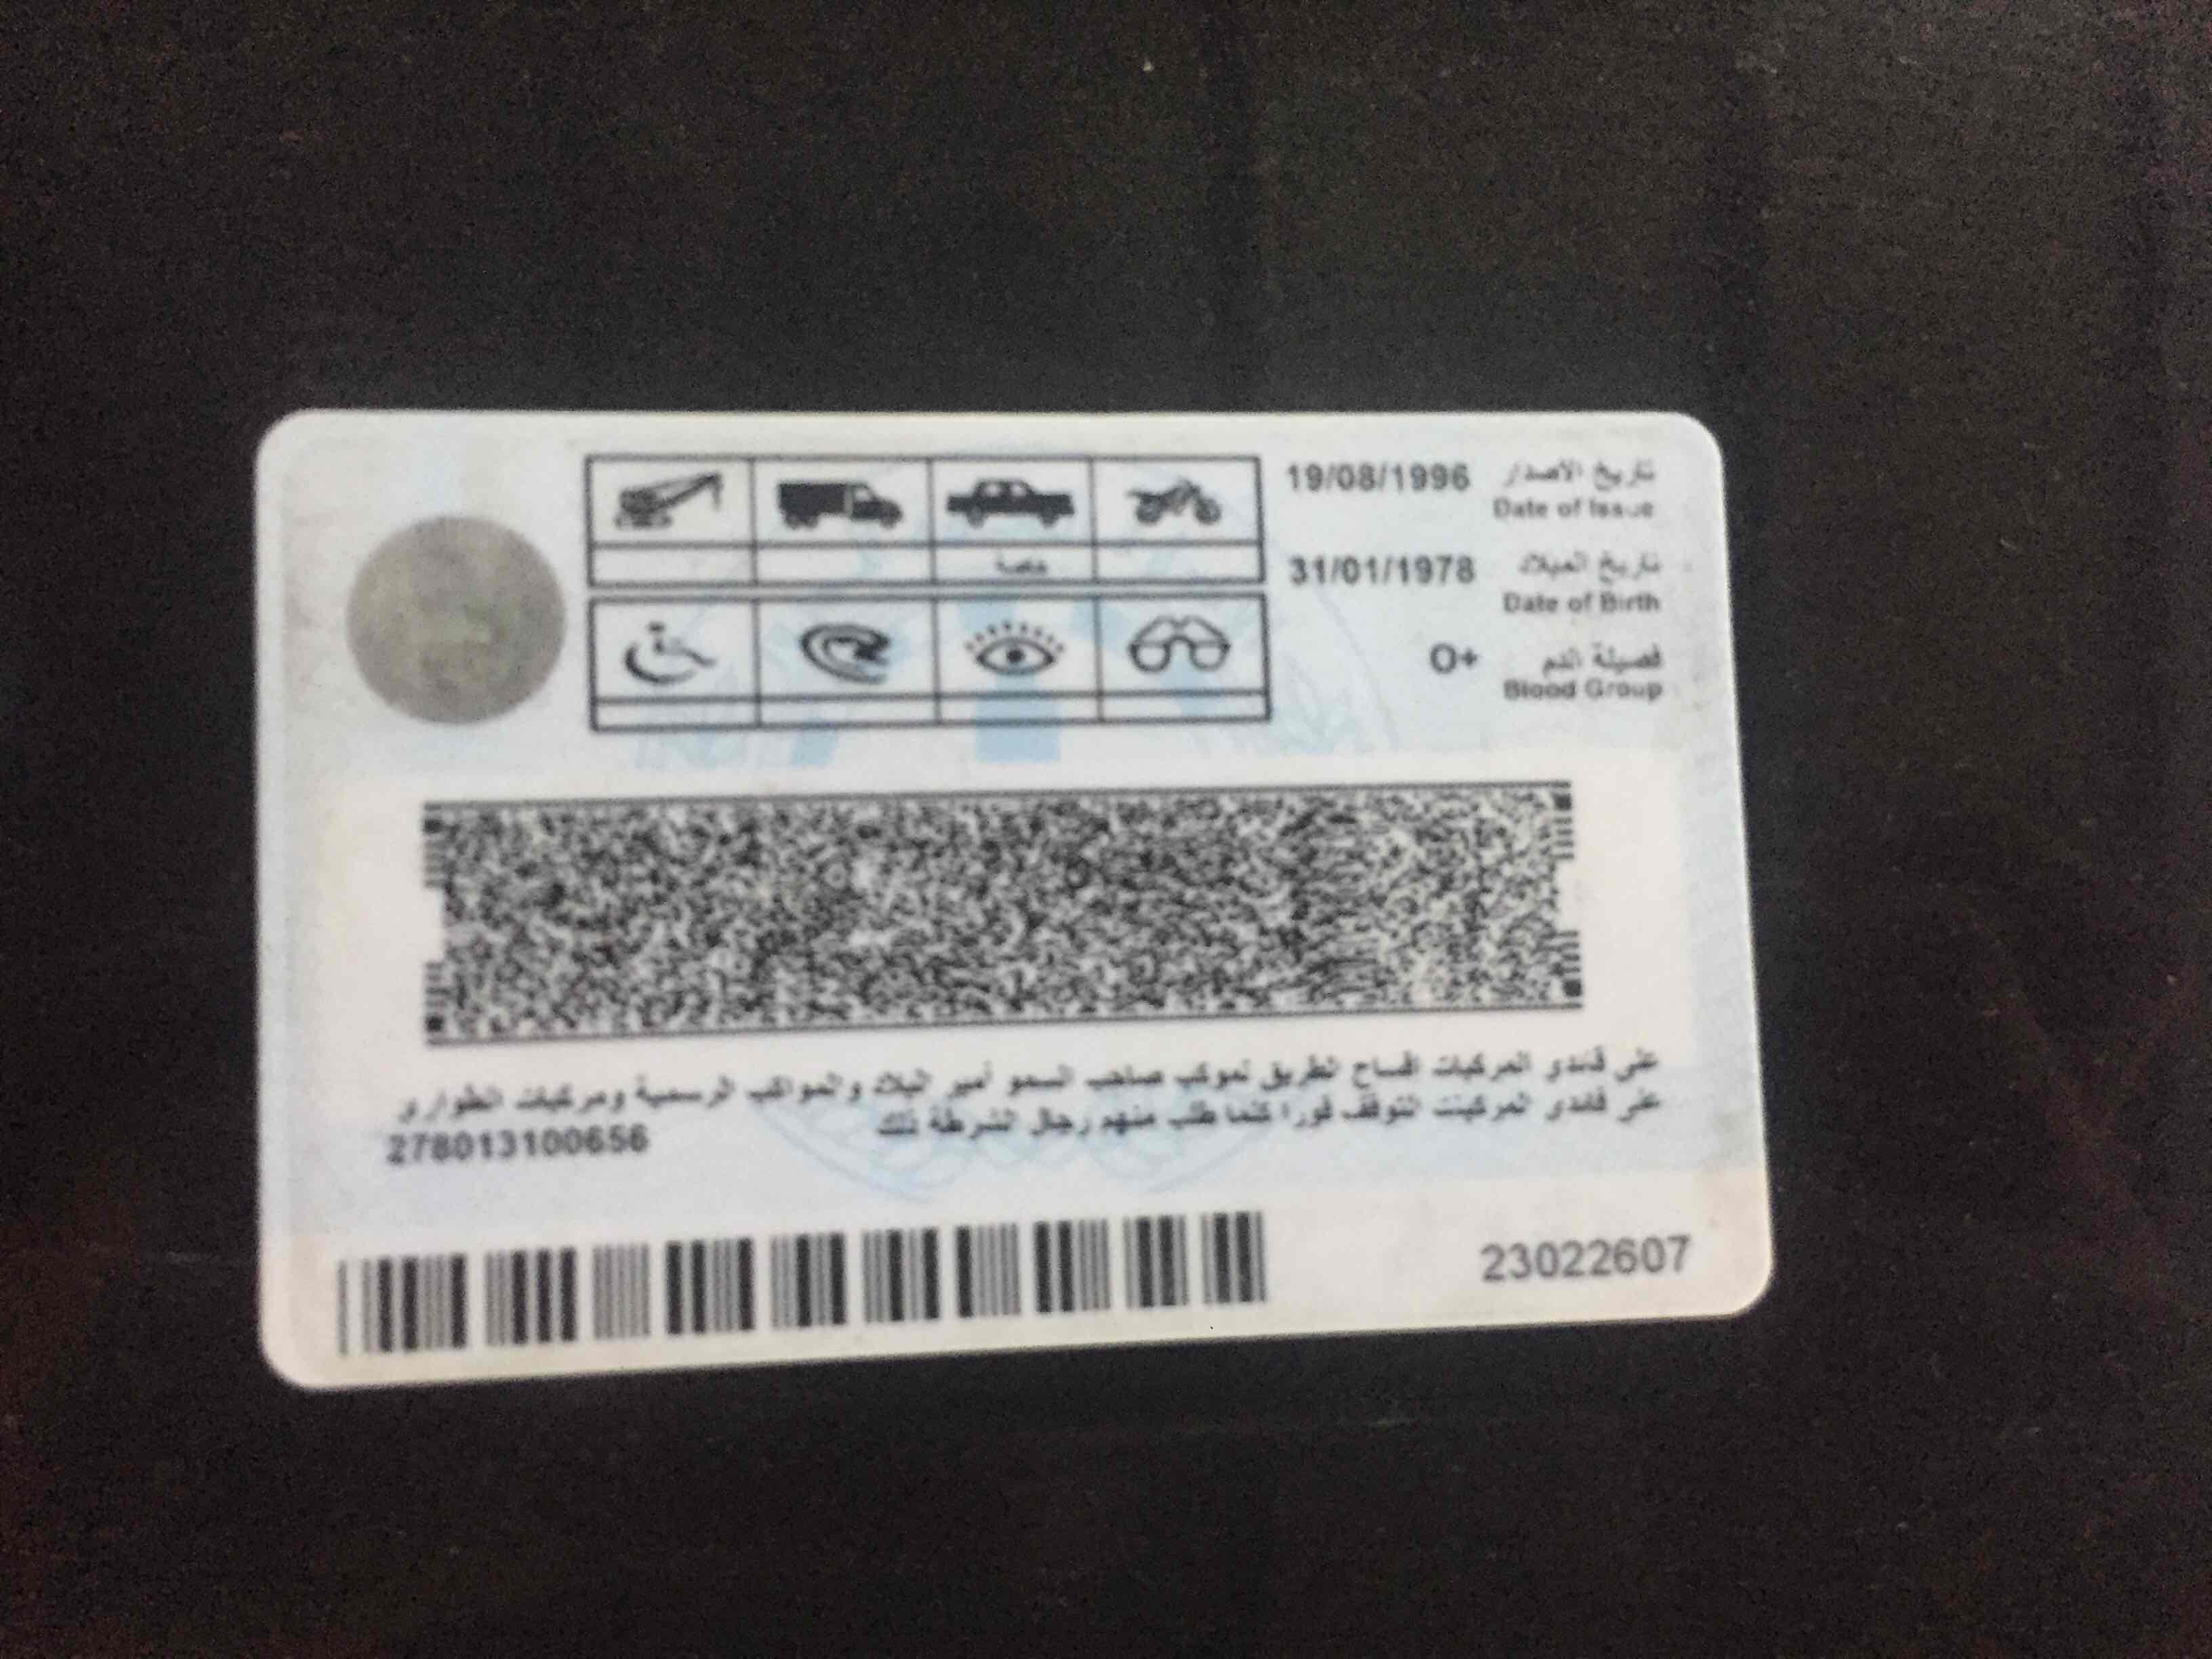 19/08/1996 تاريخ الاصدار
Date of Issue
خاصة
31/01/1978 تاريخ الميلاد
Date of Birth
O+ فصيلة الدم
Blood Group
على قائدى المركبات افساح الطريق لموكب صاحب السمو أمير البلاد والمواكب الرسمية ومركبات الطوارئ
على قائدى المركبات التوقف فورا كلما طلب منهم رجال الشرطة ذلك
278013100656
23022607